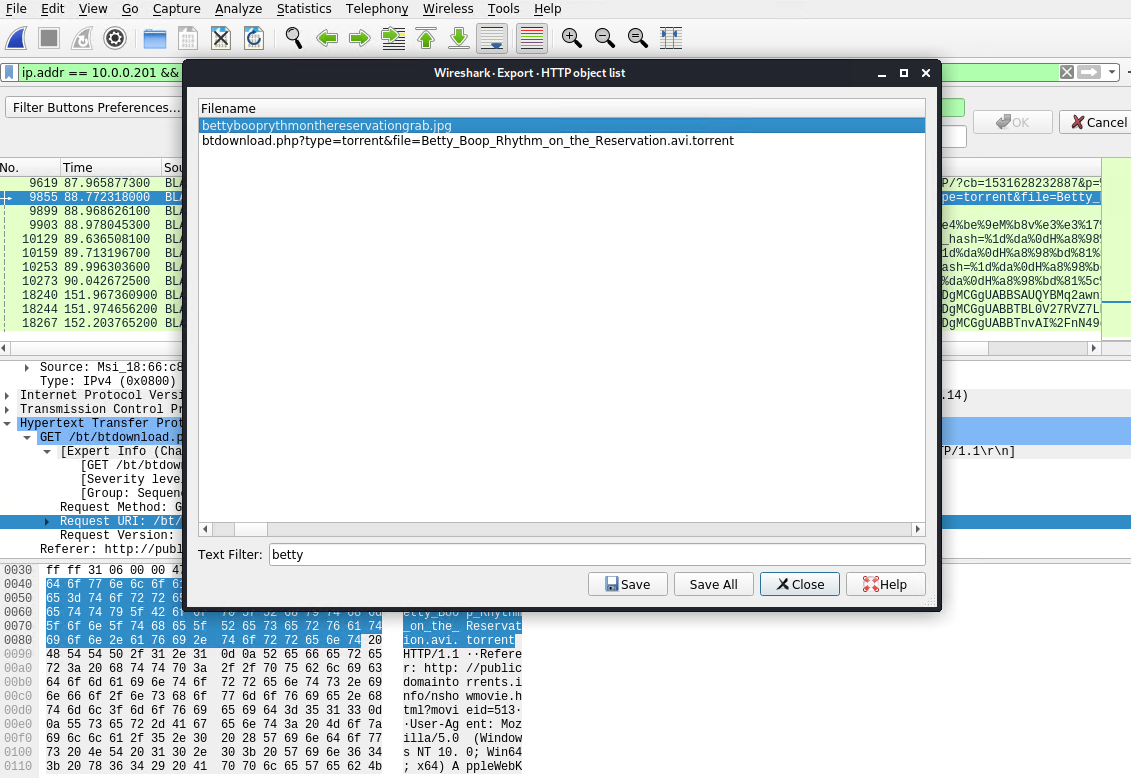 File Edit View Go Capture Analyze Statistics Telephony Wireless Tools Help
ip.addr == 10.0.0.201 &&
Wireshark · Export · HTTP object list
Filter Buttons Preferences...
OK
Cancel
Filename
bettybooprythmonthereservationgrab.jpg
btdownload.php?type=torrent&file=Betty_Boop_Rhythm_on_the_Reservation.avi.torrent
No. Time Sou
9619 87.965877300 BLA P/?cb=1531628232887&p=
9855 88.772318000 BLA pe=torrent&file=Betty_
9899 88.968626100 BLA
9903 88.978045300 BLA e4%be%9eM%b8v%e3%e3%17
10129 89.636508100 BLA _hash=%1d%da%0dH%a8%98
10159 89.713196700 BLA 1d%da%0dH%a8%98%bd%81%5
10253 89.996303600 BLA ash=%1d%da%0dH%a8%98%b
10273 90.042672500 BLA %da%0dH%a8%98%bd%81%5c
18240 151.967360900 BLA DgMCGgUABBSAUQYBMq2awn
18244 151.974656200 BLA DgMCGgUABBTBL0V27RVZ7L
18267 152.203765200 BLA DgMCGgUABBTnvAI%2FnN49
Source: Msi_18:66:c8
Type: IPv4 (0x0800)
Internet Protocol Versi .14)
Transmission Control Pr
Hypertext Transfer Prot
GET /bt/btdownload.p
[Expert Info (Cha TP/1.1\r\n]
[GET /bt/btdow
[Severity leve
[Group: Sequen
Request Method: G
Request URI: /bt/
Request Version:
Referer: http://publ
Text Filter: betty
Save
Save All
Close
Help
0030 ff ff 31 06 00 00 47
0040 64 6f 77 6e 6c 6f 61
0050 65 3d 74 6f 72 72 65
0060 65 74 74 79 5f 42 6f 6f 70 5f 52 68 79 74 68 6d etty_Boo p_Rhythm
0070 5f 6f 6e 5f 74 68 65 5f 52 65 73 65 72 76 61 74 _on_the_ Reservat
0080 69 6f 6e 2e 61 76 69 2e 74 6f 72 72 65 6e 74 20 ion.avi. torrent
0090 48 54 54 50 2f 31 2e 31 0d 0a 52 65 66 65 72 65 HTTP/1.1 ··Refere
00a0 72 3a 20 68 74 74 70 3a 2f 2f 70 75 62 6c 69 63 r: http: //public
00b0 64 6f 6d 61 69 6e 74 6f 72 72 65 6e 74 73 2e 69 domainto rrents.i
00c0 6e 66 6f 2f 6e 73 68 6f 77 6d 6f 76 69 65 2e 68 nfo/nsho wmovie.h
00d0 74 6d 6c 3f 6d 6f 76 69 65 69 64 3d 35 31 33 0d tml?movi eid=513·
00e0 0a 55 73 65 72 2d 41 67 65 6e 74 3a 20 4d 6f 7a ·User-Ag ent: Moz
00f0 69 6c 6c 61 2f 35 2e 30 20 28 57 69 6e 64 6f 77 illa/5.0 (Window
0100 73 20 4e 54 20 31 30 2e 30 3b 20 57 69 6e 36 34 s NT 10. 0; Win64
0110 3b 20 78 36 34 29 20 41 70 70 6c 65 57 65 62 4b ; x64) A ppleWebK